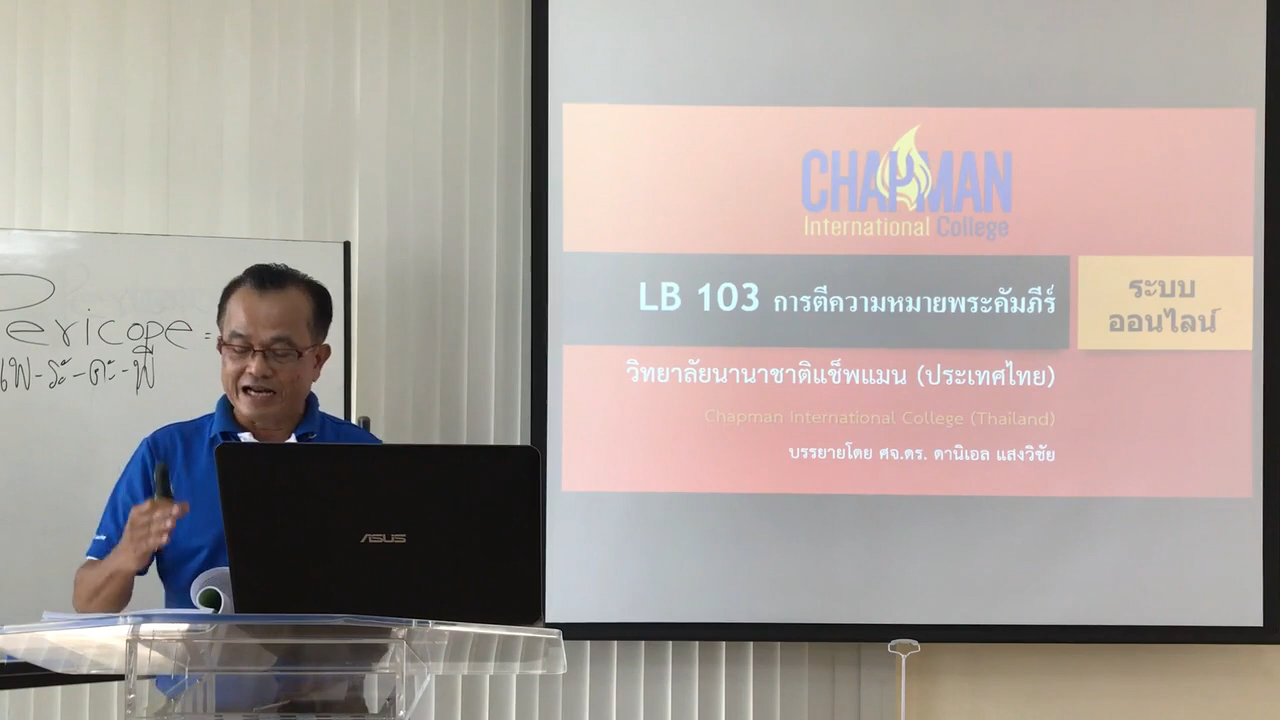 Pericope =
เพ-ระ-คะ-พี
ASUS
CHAPMAN
International College
LB 103 การตีความหมายพระคัมภีร์
ระบบ
ออนไลน์
วิทยาลัยนานาชาติแช็พแมน (ประเทศไทย)
Chapman International College (Thailand)
บรรยายโดย ศจ.ดร. ดานิเอล แสงวิชัย